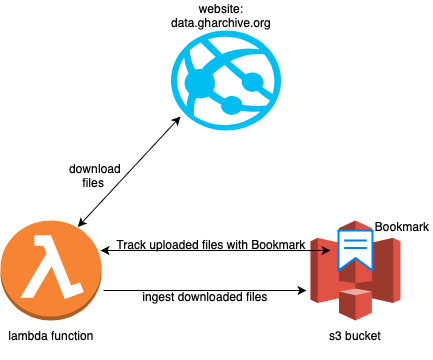 website:
data.gharchive.org
download
files
Bookmark
Track uploaded files with Bookmark
ingest downloaded files
lambda function
s3 bucket